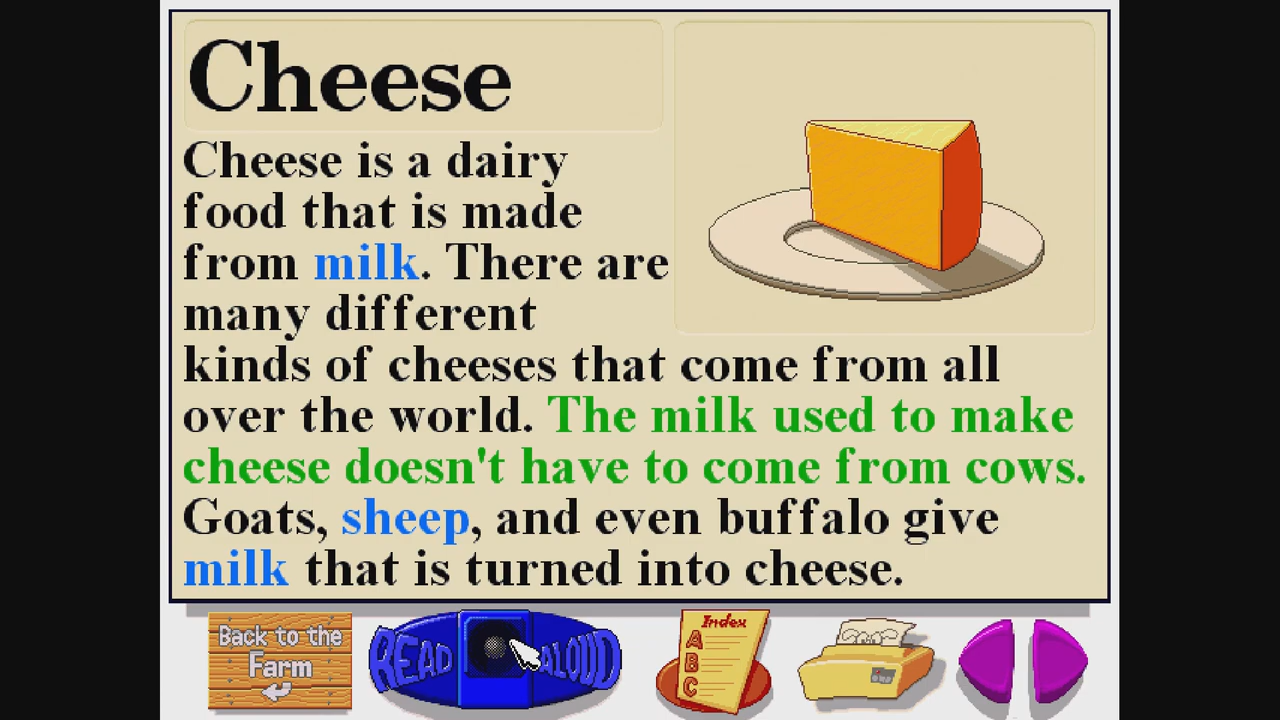 Cheese
Cheese is a dairy
food that is made
from milk. There are
many different
kinds of cheeses that come from all
over the world. The milk used to make
cheese doesn't have to come from cows.
Goats, sheep, and even buffalo give
milk that is turned into cheese.
Back to the
Farm
READ ALOUD
Index
A
B
C